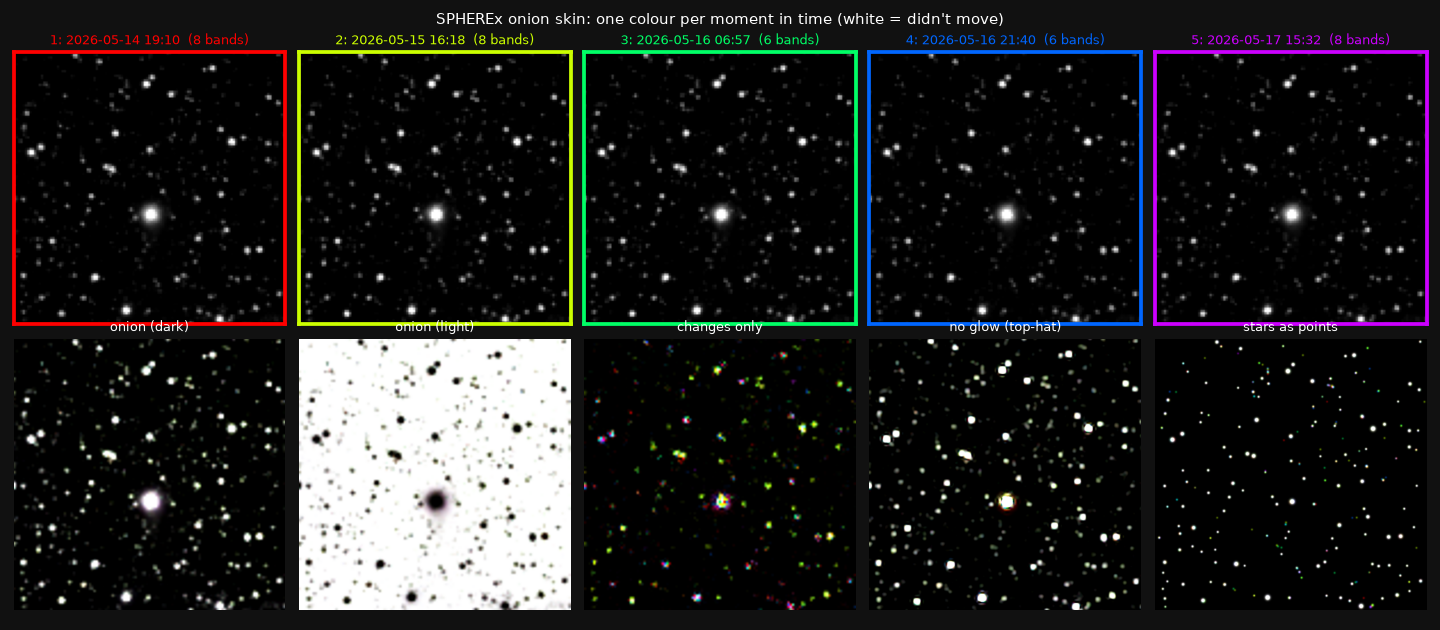 SPHEREx onion skin: one colour per moment in time (white = didn't move)
1: 2026-05-14 19:10  (8 bands)
2: 2026-05-15 16:18  (8 bands)
3: 2026-05-16 06:57  (6 bands)
4: 2026-05-16 21:40  (6 bands)
5: 2026-05-17 15:32  (8 bands)
onion (dark)
onion (light)
changes only
no glow (top-hat)
stars as points